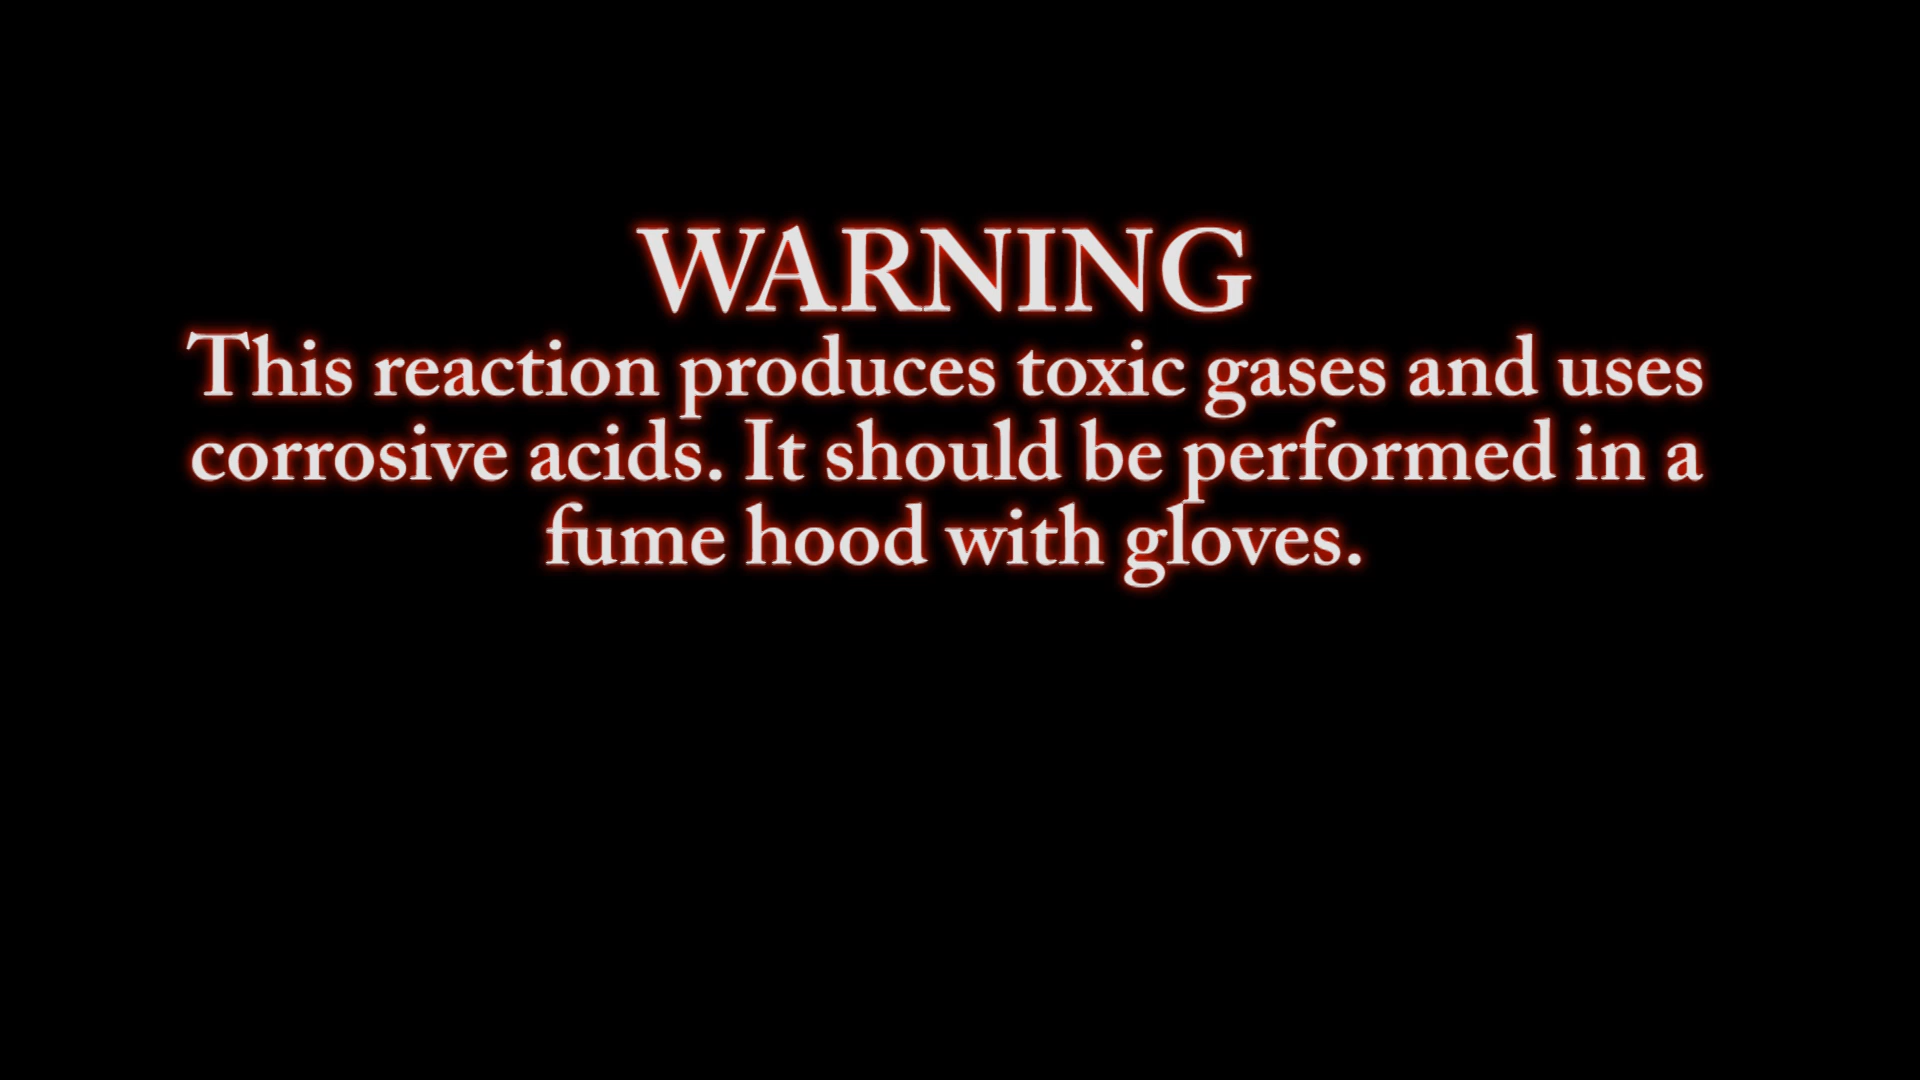 WARNING
This reaction produces toxic gases and uses
corrosive acids. It should be performed in a
fume hood with gloves.